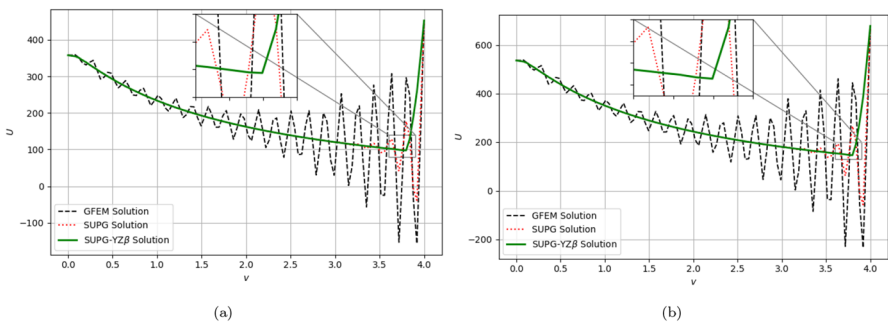 400
300
200
100
0
−100
U
0.0 0.5 1.0 1.5 2.0 2.5 3.0 3.5 4.0
v
GFEM Solution
SUPG Solution
SUPG-YZβ Solution
(a)
600
400
200
0
−200
U
0.0 0.5 1.0 1.5 2.0 2.5 3.0 3.5 4.0
v
GFEM Solution
SUPG Solution
SUPG-YZβ Solution
(b)